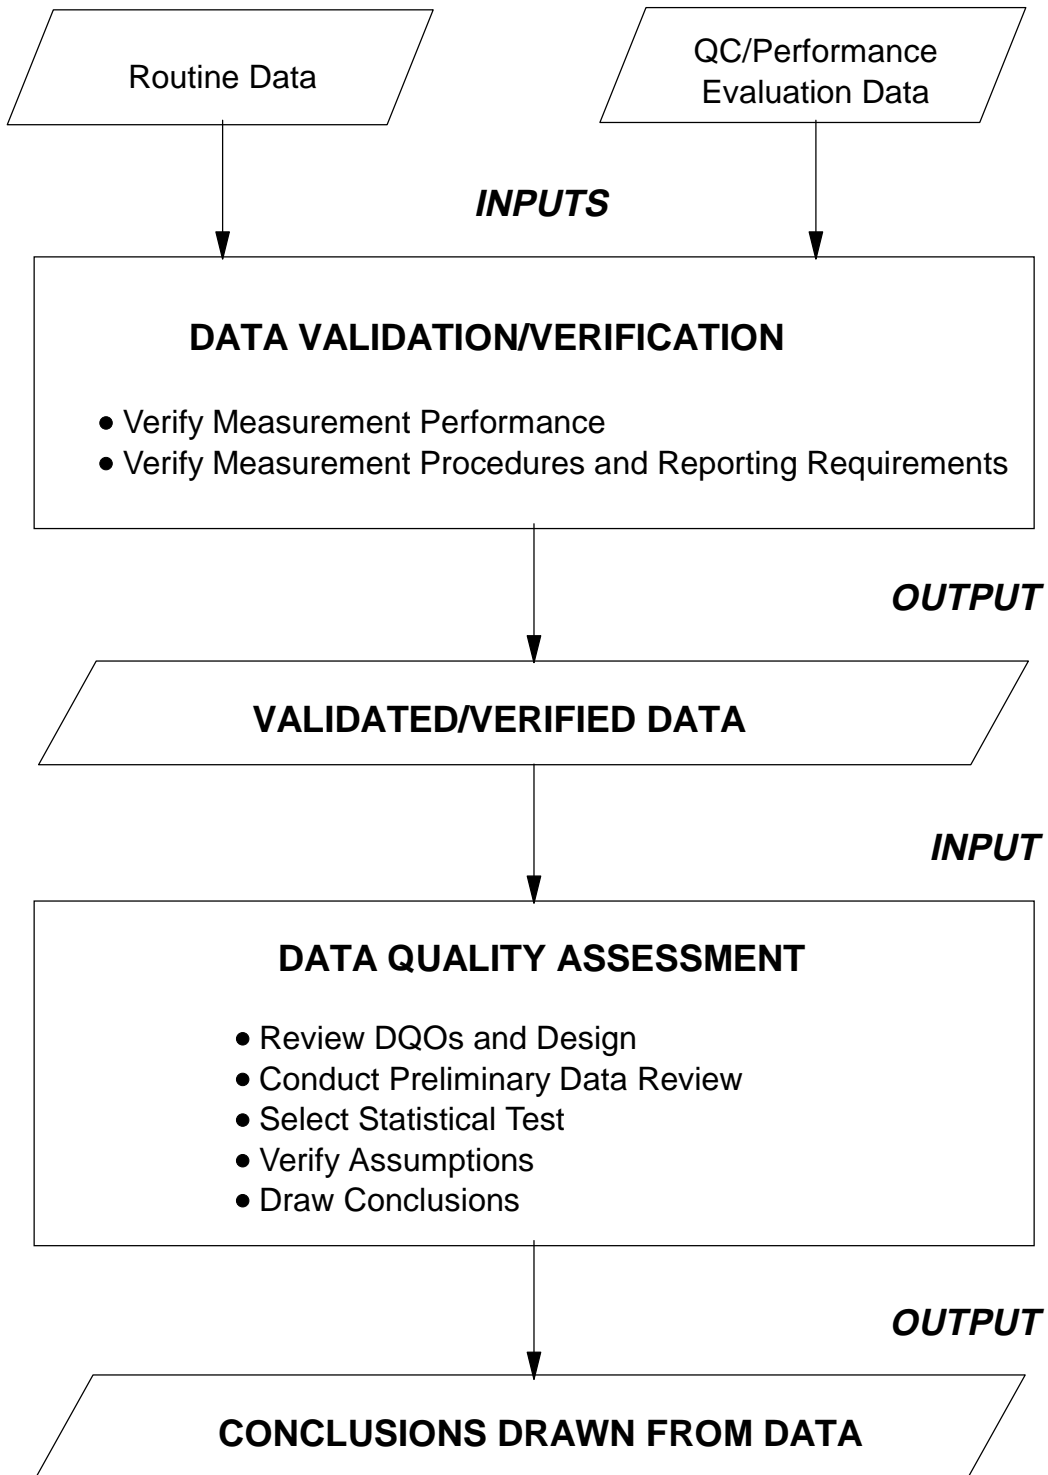 Routine Data
QC/Performance
Evaluation Data
INPUTS
DATA VALIDATION/VERIFICATION
● Verify Measurement Performance
● Verify Measurement Procedures and Reporting Requirements
OUTPUT
VALIDATED/VERIFIED DATA
INPUT
DATA QUALITY ASSESSMENT
● Review DQOs and Design
● Conduct Preliminary Data Review
● Select Statistical Test
● Verify Assumptions
● Draw Conclusions
OUTPUT
CONCLUSIONS DRAWN FROM DATA